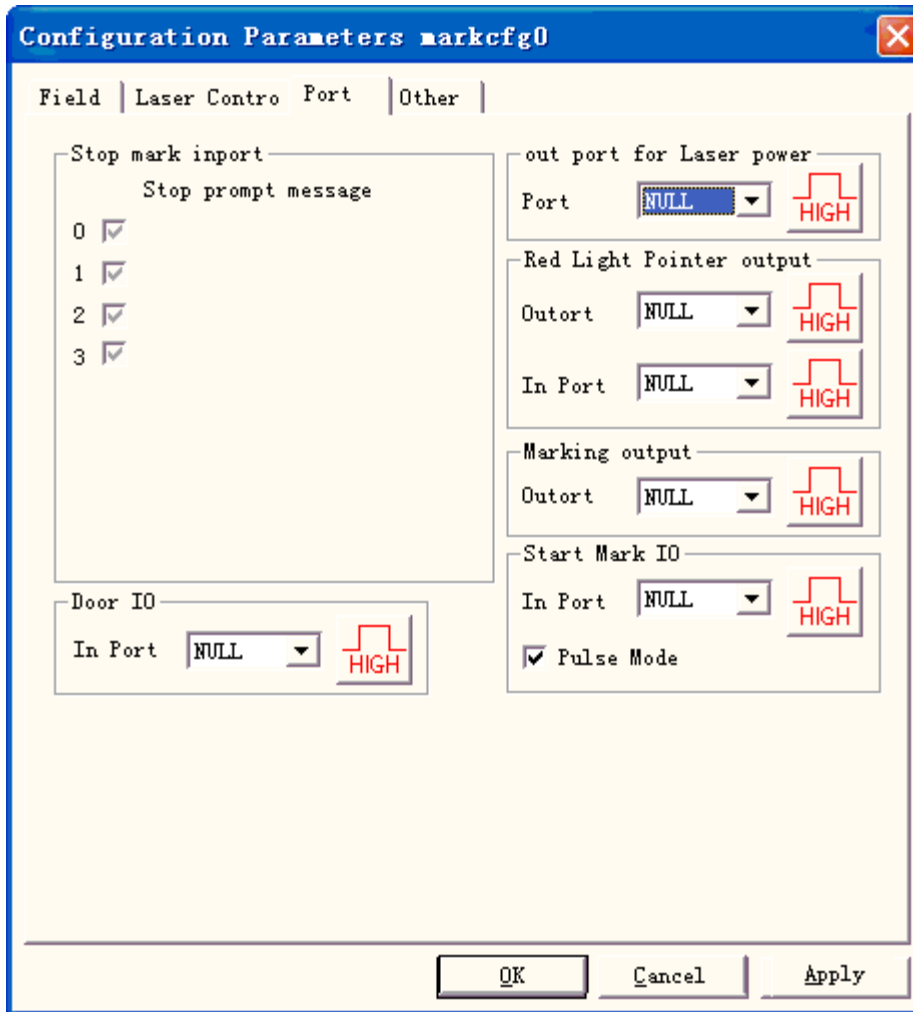 Configuration Parameters markcfg0
Field Laser Contro Port Other
Stop mark inport
Stop prompt message
0
1
2
3
Door IO
In Port NULL HIGH
out port for Laser power
Port NULL HIGH
Red Light Pointer output
Outort NULL HIGH
In Port NULL HIGH
Marking output
Outort NULL HIGH
Start Mark IO
In Port NULL HIGH
Pulse Mode
OK Cancel Apply